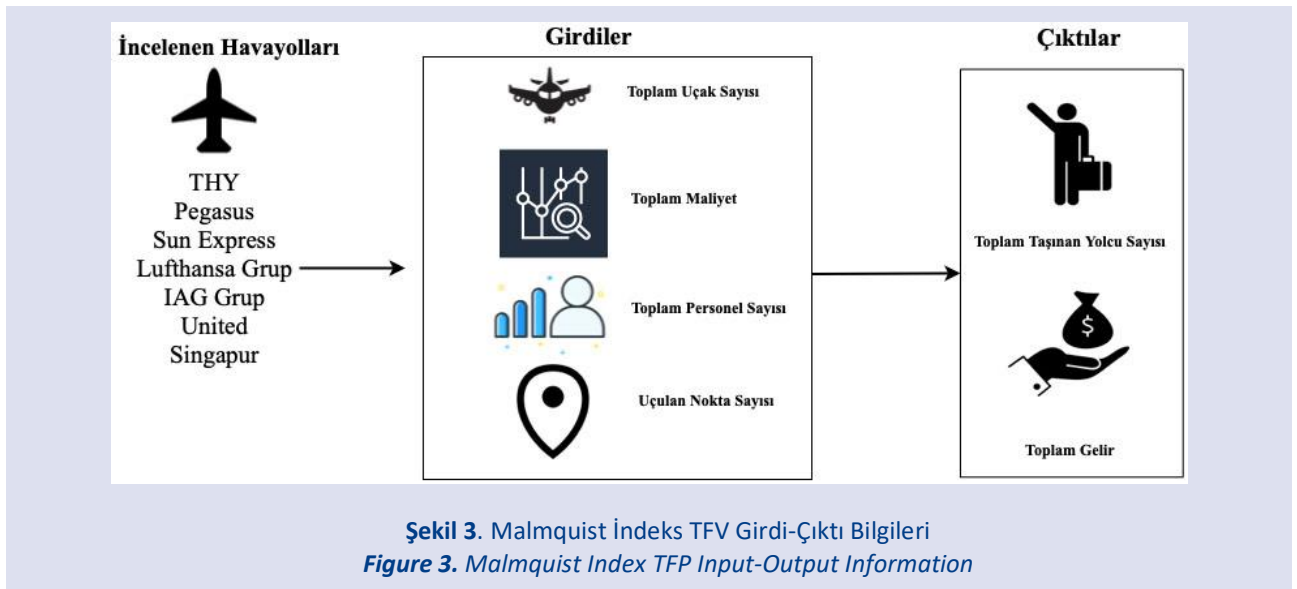 İncelenen Havayolları
THY
Pegasus
Sun Express
Lufthansa Grup
IAG Grup
United
Singapur
Girdiler
Toplam Uçak Sayısı
Toplam Maliyet
Toplam Personel Sayısı
Uçulan Nokta Sayısı
Çıktılar
Toplam Taşınan Yolcu Sayısı
$
Toplam Gelir
Şekil 3. Malmquist İndeks TFV Girdi-Çıktı Bilgileri
Figure 3. Malmquist Index TFP Input-Output Information